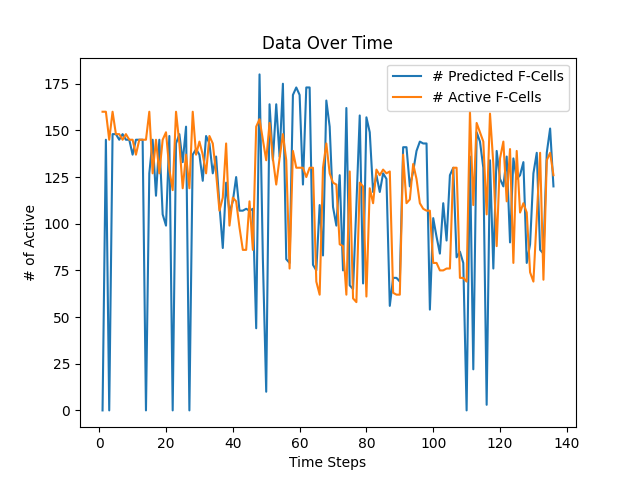 Data Over Time
# Predicted F-Cells
# Active F-Cells
# of Active
175
150
125
100
75
50
25
0
0 20 40 60 80 100 120 140
Time Steps